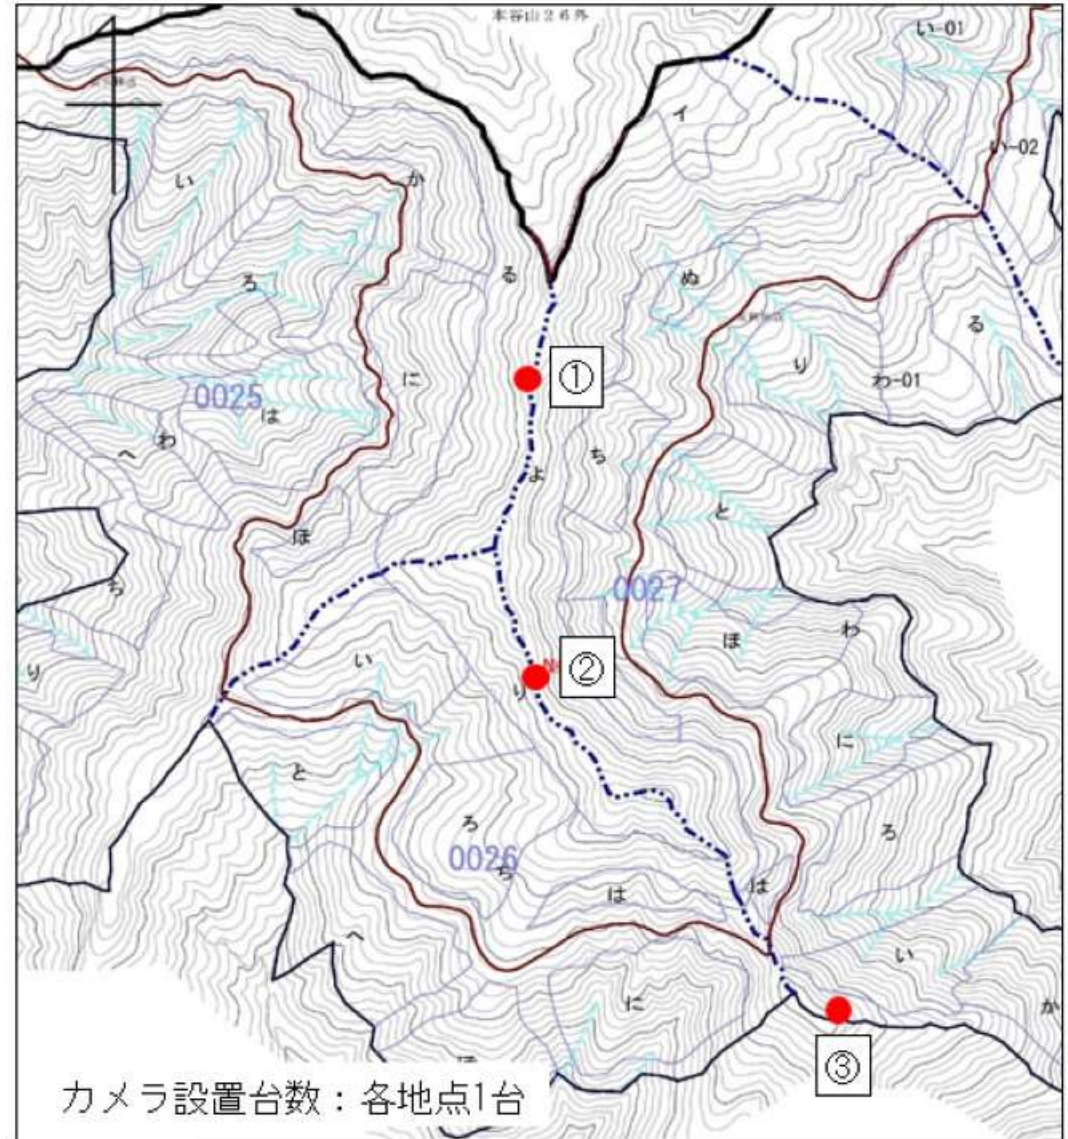 本谷山26外
い-01
イ
い-02
い
か
ろ
る
ぬ
る
①
り
わ-01
に
0025
は
わ
へ
ち
よ
と
ほ
ち
0027
ほ
わ
り
い
②
り
に
と
ろ
ろ
0026
ち
は
は
へ
い
に
か
③
カメラ設置台数：各地点1台